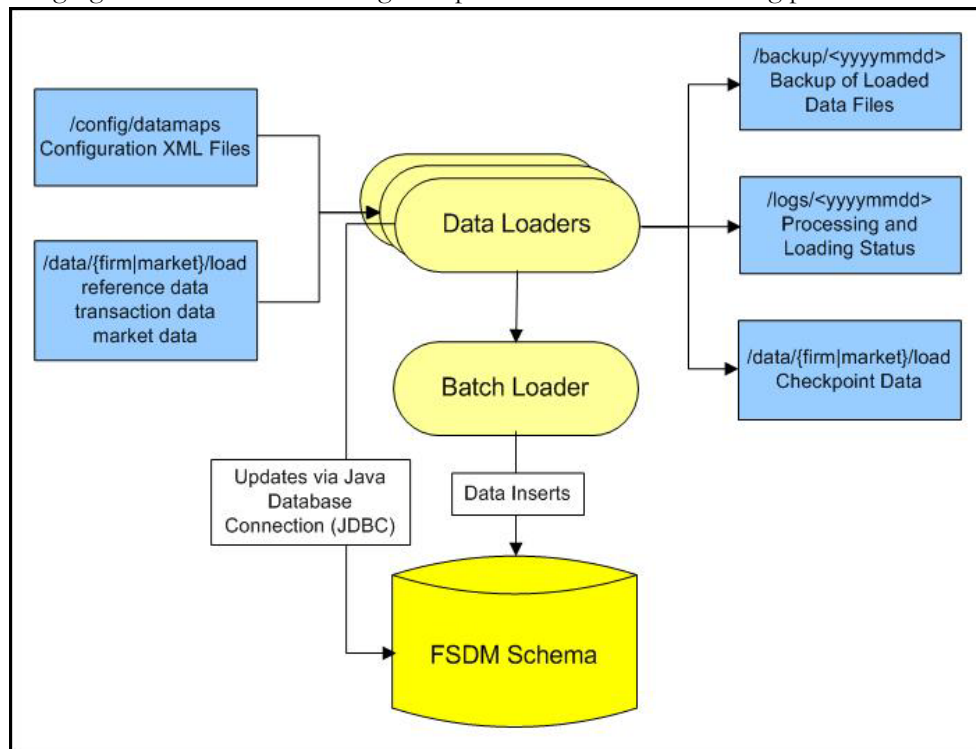 /config/datamaps
Configuration XML Files
/data/{firm|market}/load
reference data
transaction data
market data
Data Loaders
/backup/<yyyymmdd>
Backup of Loaded
Data Files
/logs/<yyyymmdd>
Processing and
Loading Status
/data/{firm|market}/load
Checkpoint Data
Batch Loader
Updates via Java
Database
Connection (JDBC)
Data Inserts
FSDM Schema